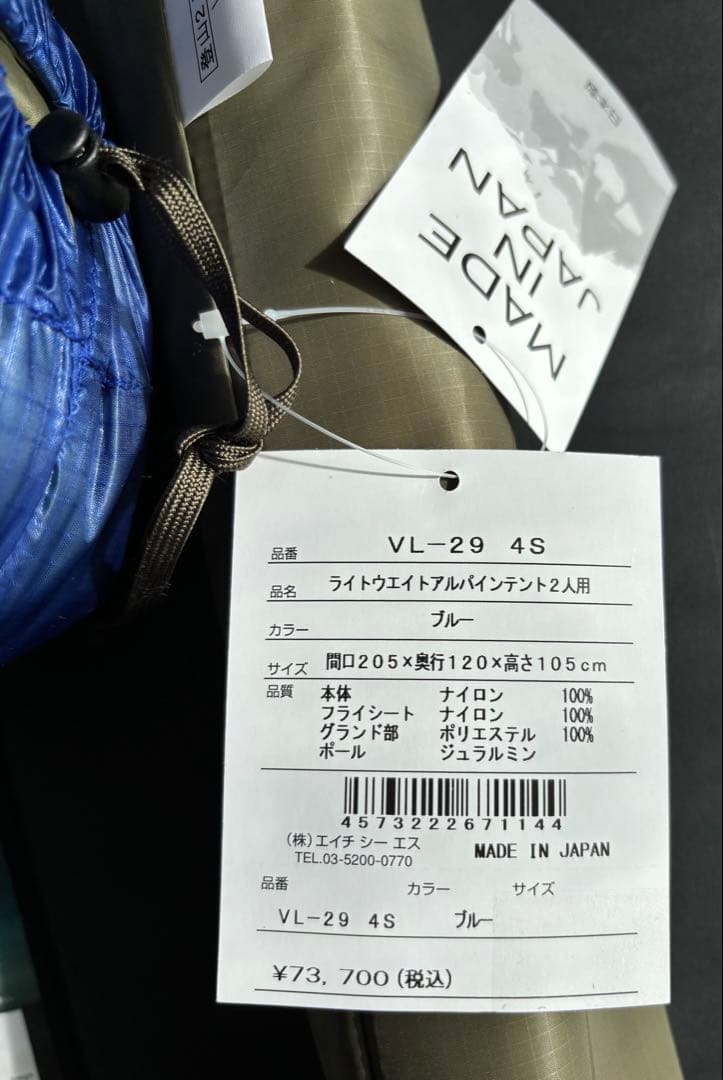 登山2
日本製
MADE
IN
JAPAN
品番 VL-29 4S
品名 ライトウエイトアルパインテント2人用
カラー ブルー
サイズ 間口205×奥行120×高さ105cm
品質 本体 ナイロン 100%
フライシート ナイロン 100%
グランド部 ポリエステル 100%
ポール ジュラルミン
4573222671144
(株)エイチ シー エス
TEL.03-5200-0770
MADE IN JAPAN
品番 カラー サイズ
VL-29 4S ブルー
¥73,700(税込)